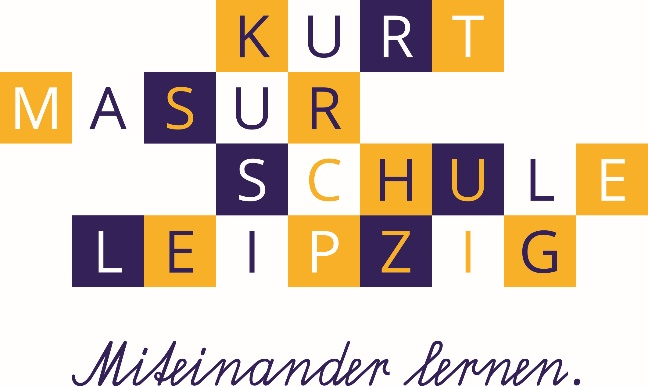 KURT
MASUR
SCHULE
LEIPZIG
Miteinander lernen.